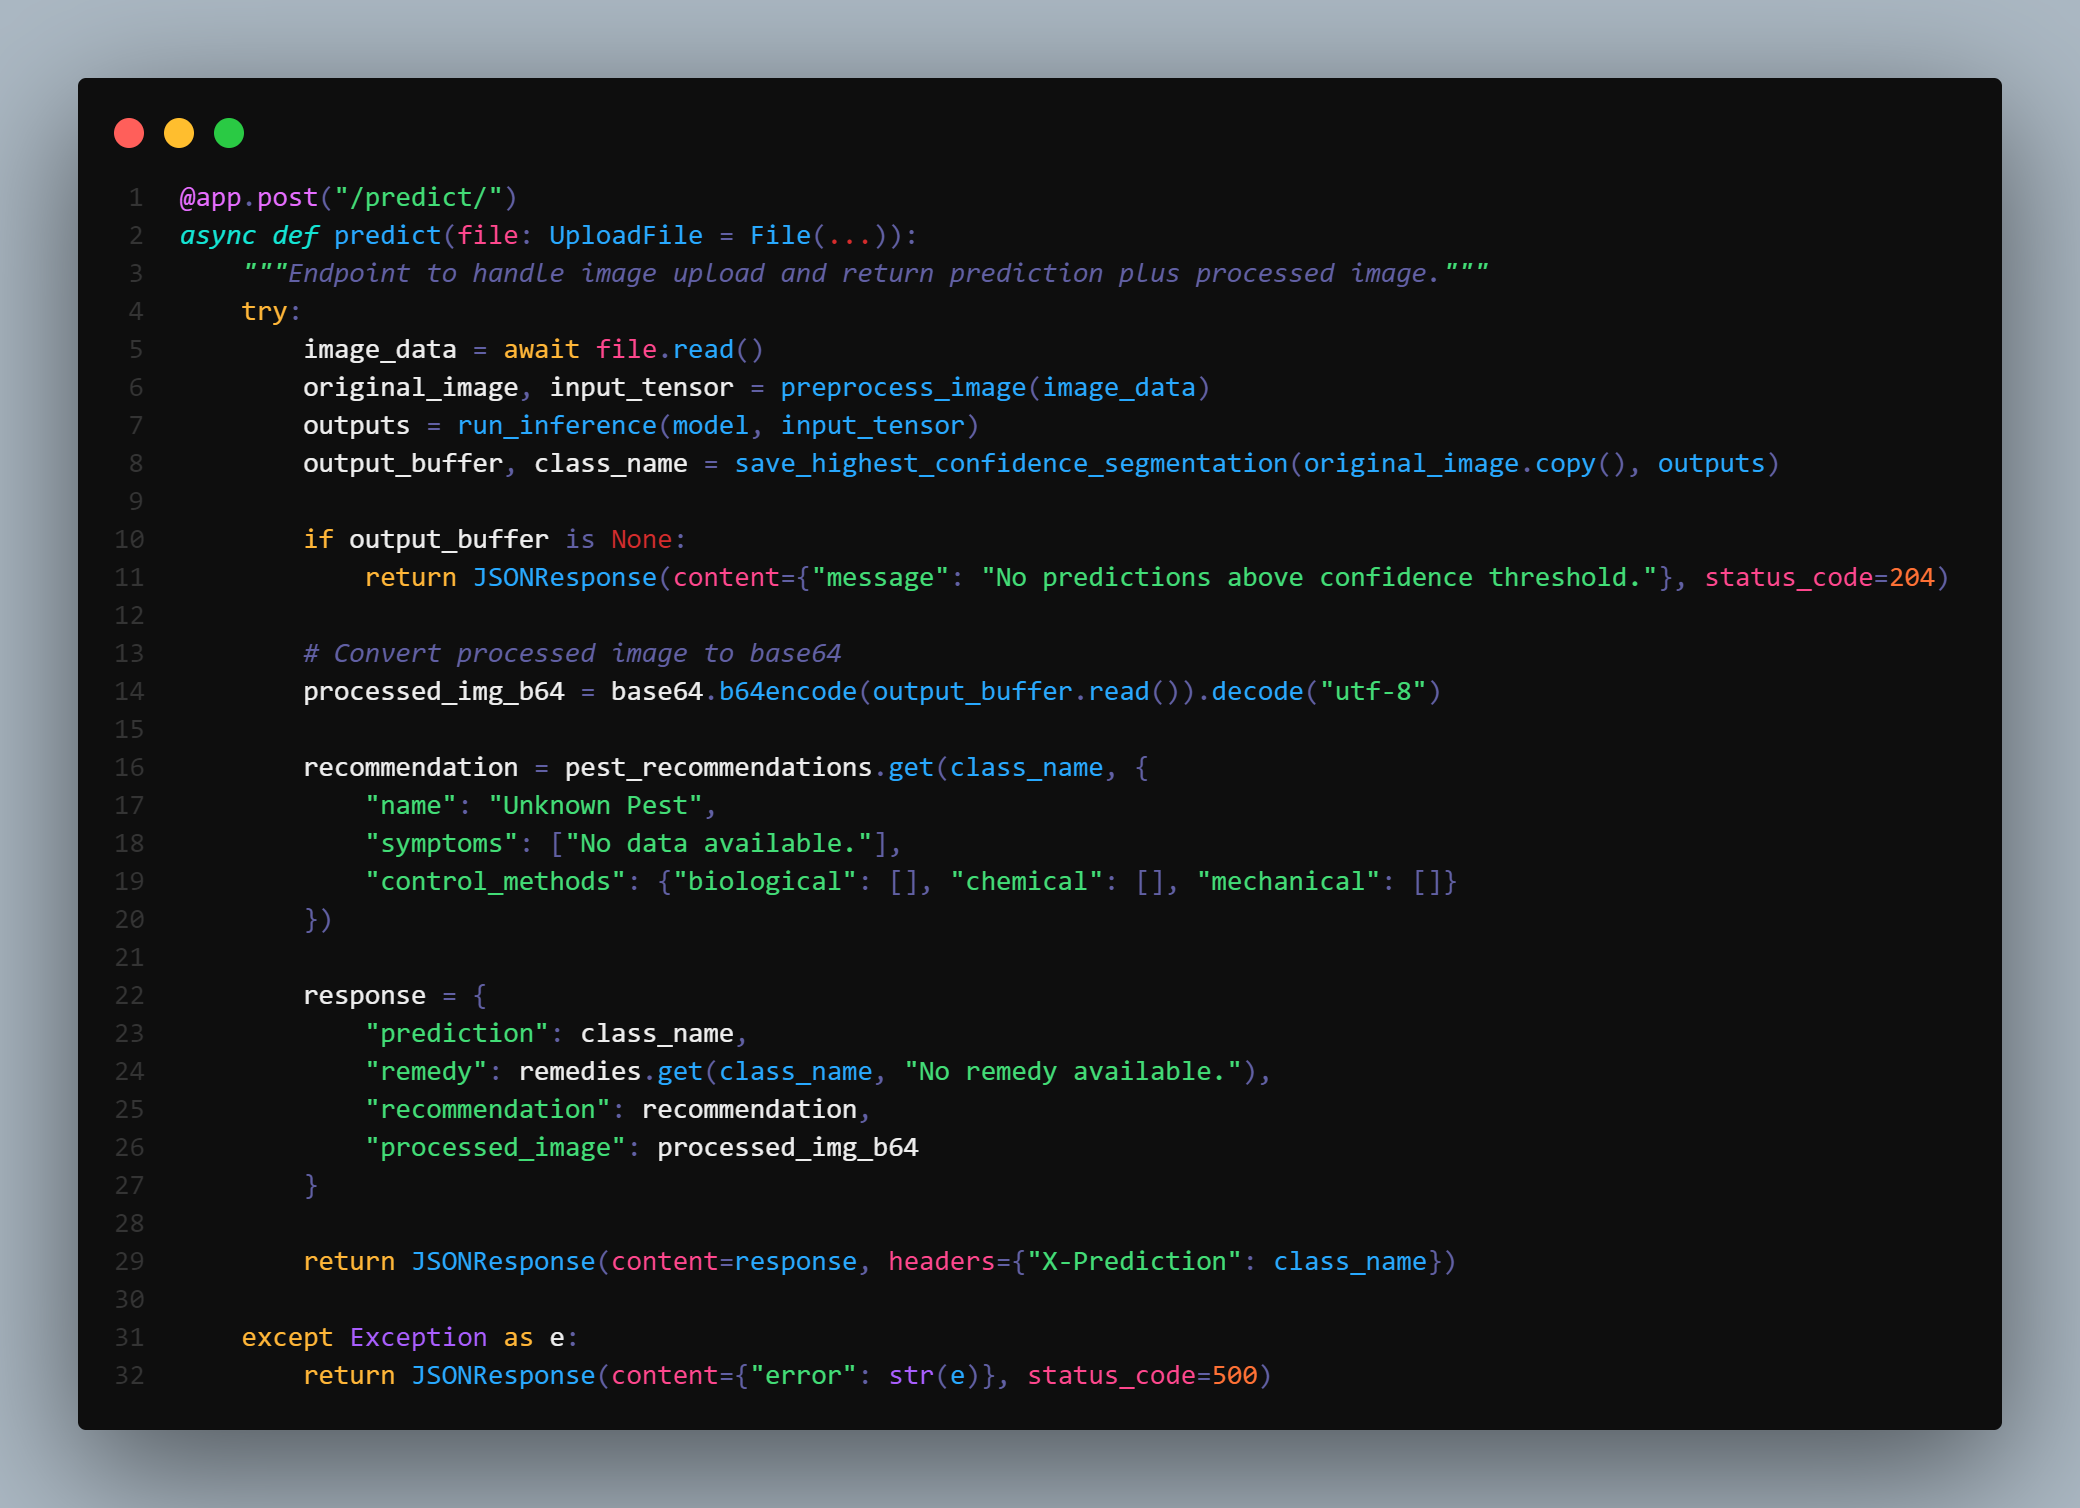 1 @app.post("/predict/")
2 async def predict(file: UploadFile = File(...)):
3     """Endpoint to handle image upload and return prediction plus processed image."""
4     try:
5         image_data = await file.read()
6         original_image, input_tensor = preprocess_image(image_data)
7         outputs = run_inference(model, input_tensor)
8         output_buffer, class_name = save_highest_confidence_segmentation(original_image.copy(), outputs)
9
10         if output_buffer is None:
11             return JSONResponse(content={"message": "No predictions above confidence threshold."}, status_code=204)
12
13         # Convert processed image to base64
14         processed_img_b64 = base64.b64encode(output_buffer.read()).decode("utf-8")
15
16         recommendation = pest_recommendations.get(class_name, {
17             "name": "Unknown Pest",
18             "symptoms": ["No data available."],
19             "control_methods": {"biological": [], "chemical": [], "mechanical": []}
20         })
21
22         response = {
23             "prediction": class_name,
24             "remedy": remedies.get(class_name, "No remedy available."),
25             "recommendation": recommendation,
26             "processed_image": processed_img_b64
27         }
28
29         return JSONResponse(content=response, headers={"X-Prediction": class_name})
30
31     except Exception as e:
32         return JSONResponse(content={"error": str(e)}, status_code=500)